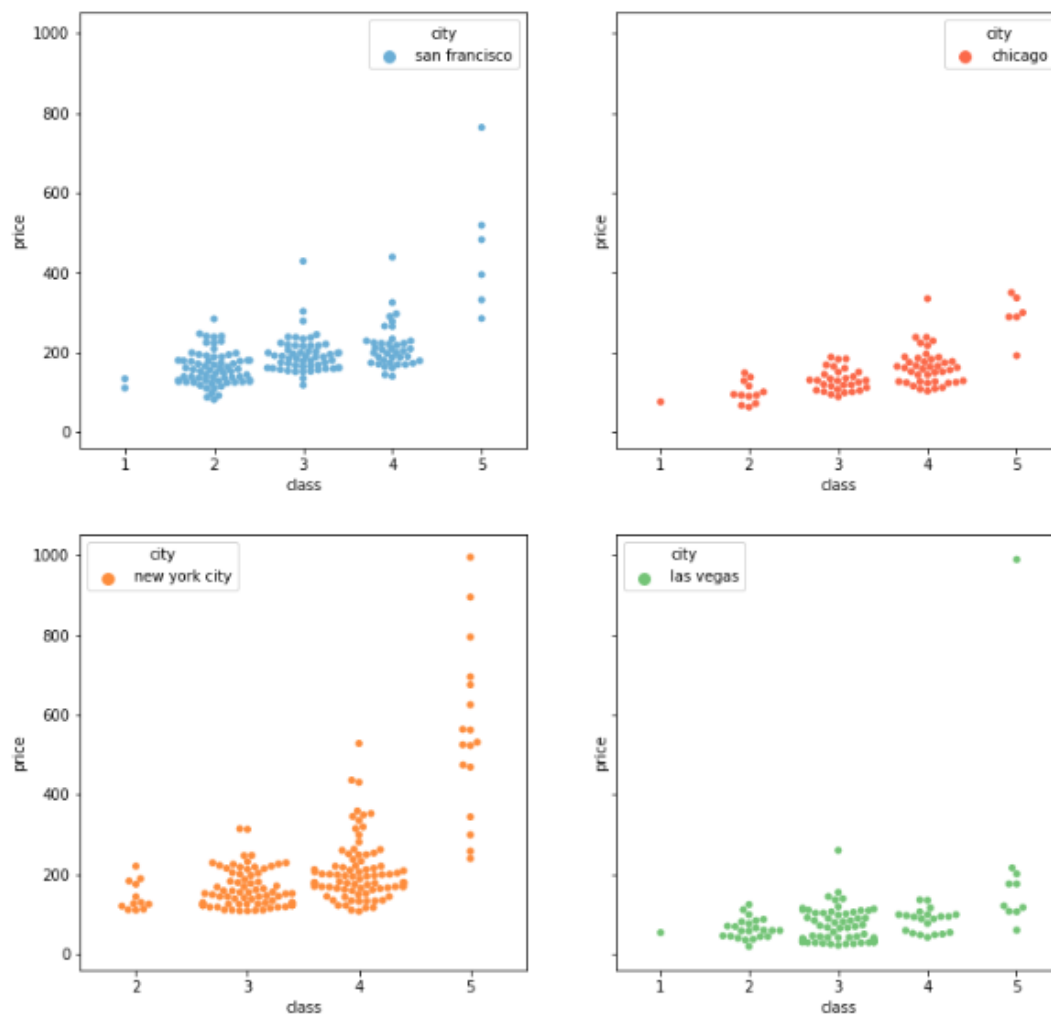 city
san francisco
1000
800
600
400
200
0
price
1 2 3 4 5
class
city
chicago
price
1 2 3 4 5
class
city
new york city
1000
800
600
400
200
0
price
2 3 4 5
class
city
las vegas
price
1 2 3 4 5
class